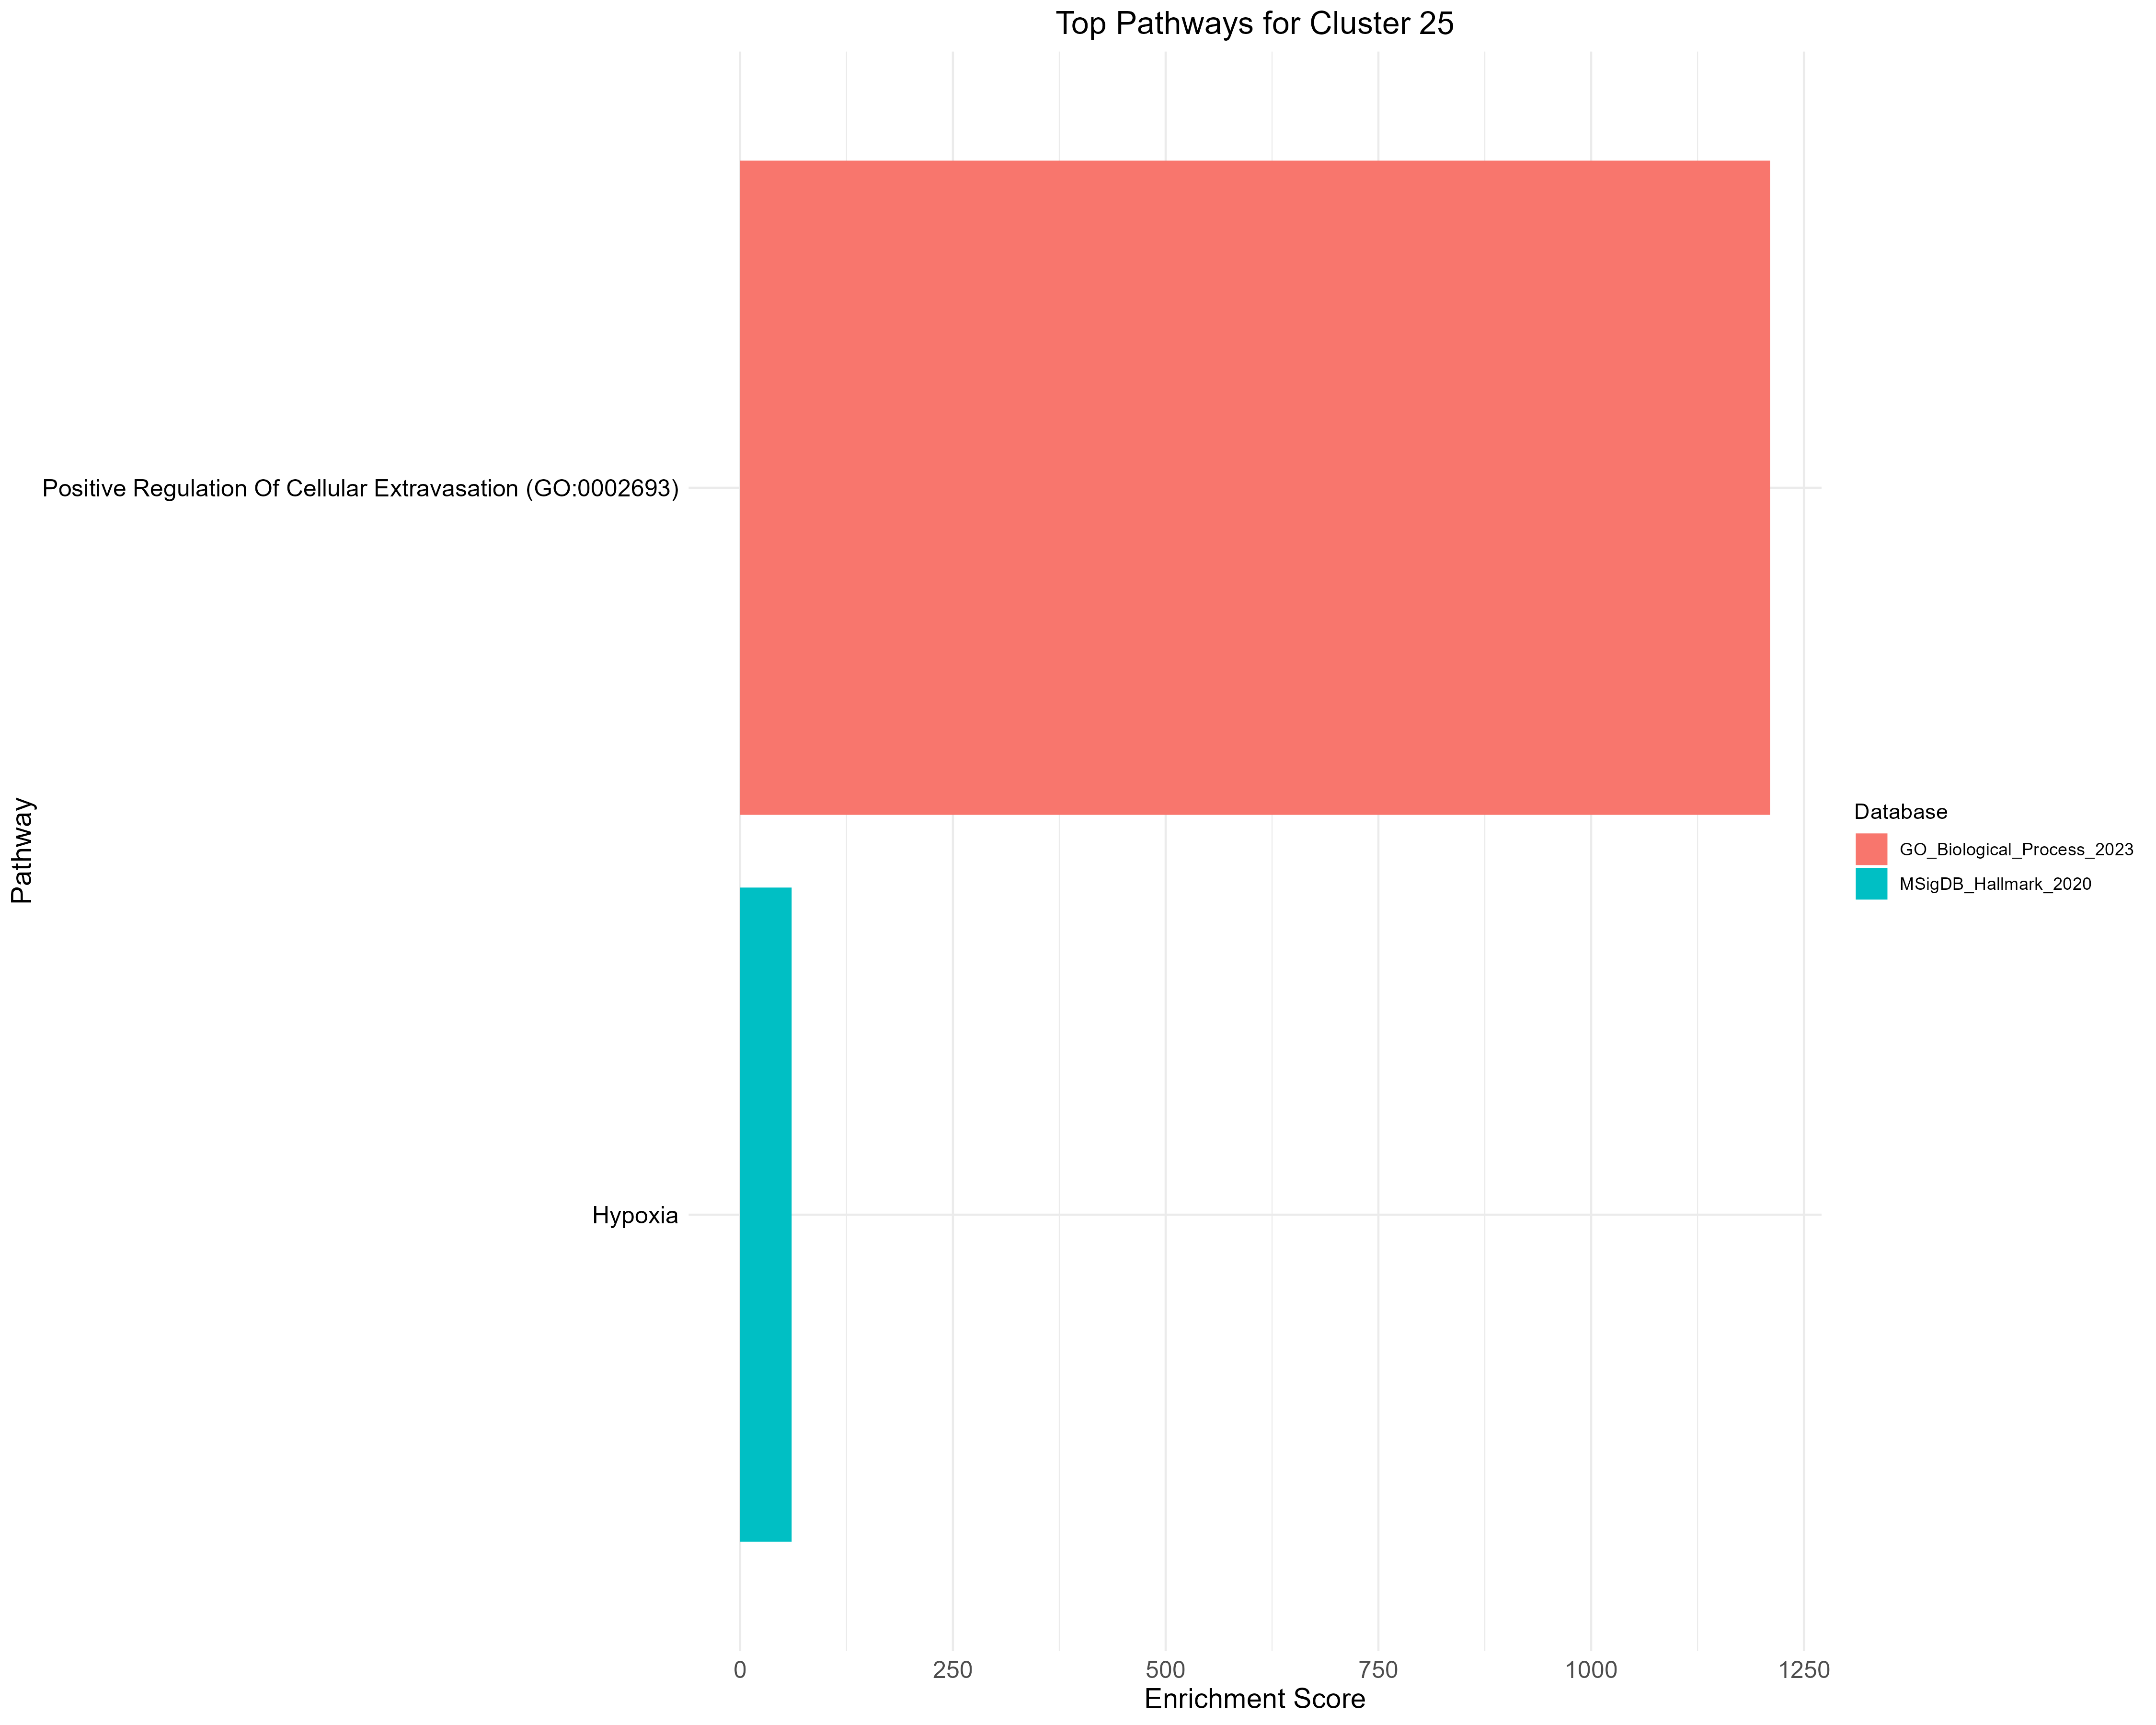 Top Pathways for Cluster 25
Pathway
Positive Regulation Of Cellular Extravasation (GO:0002693)
Hypoxia
0 250 500 750 1000 1250
Enrichment Score
Database
GO_Biological_Process_2023
MSigDB_Hallmark_2020